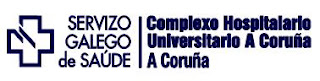 SERVIZO
GALEGO
de SAÚDE
Complexo Hospitalario
Universitario A Coruña
A Coruña